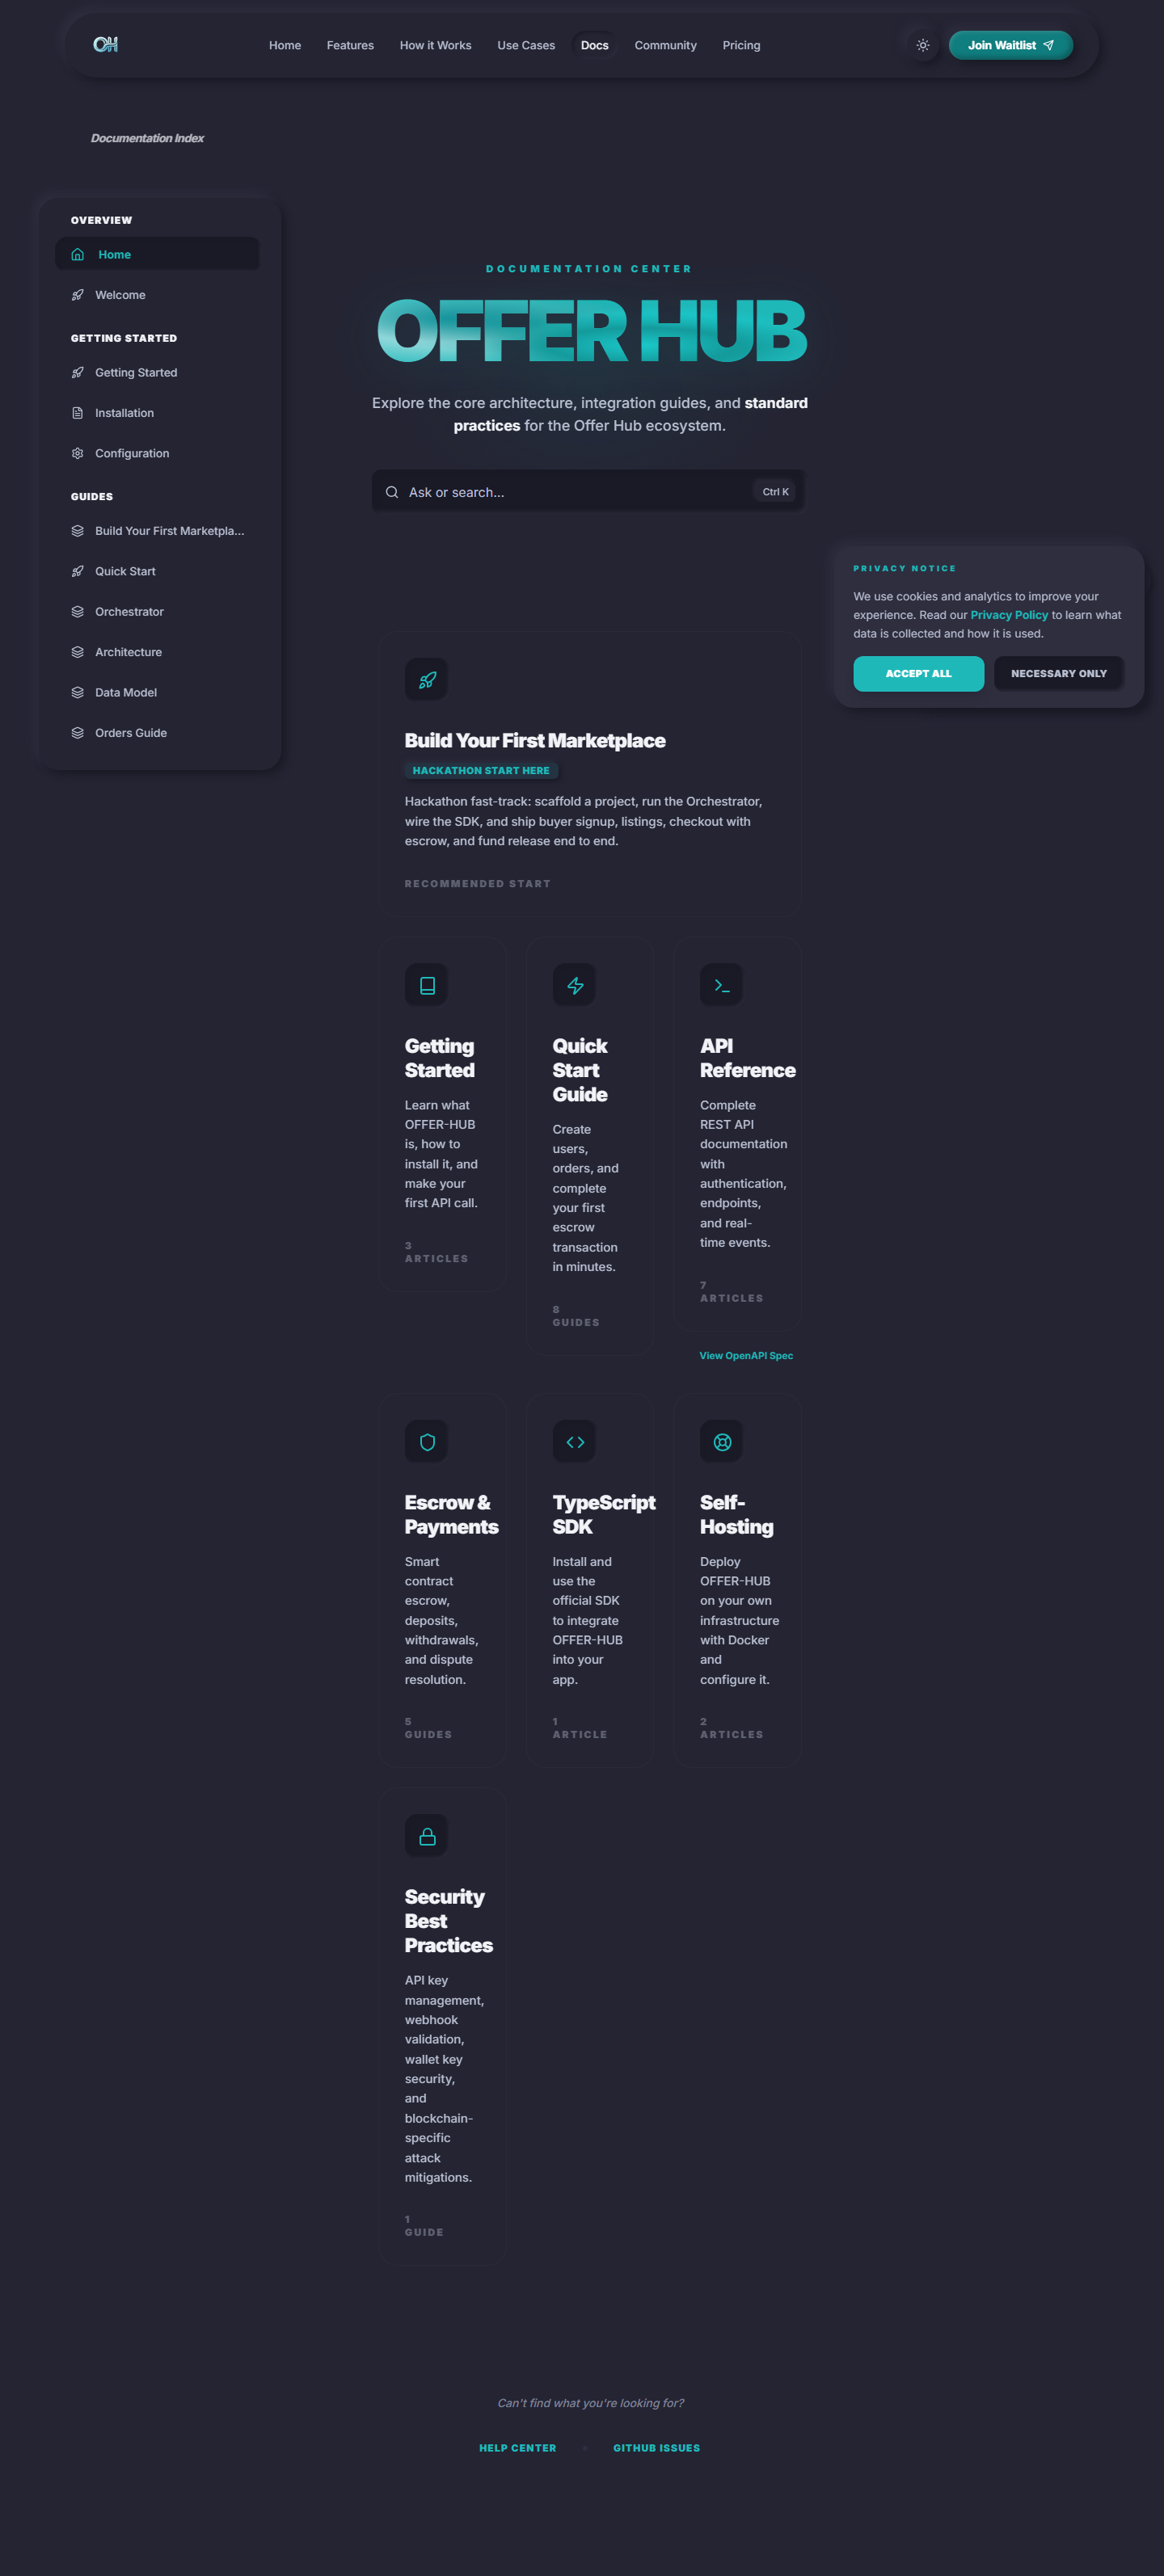 OH
Home Features How it Works Use Cases Docs Community Pricing
Join Waitlist
Documentation Index
OVERVIEW
Home
Welcome
GETTING STARTED
Getting Started
Installation
Configuration
GUIDES
Build Your First Marketpla...
Quick Start
Orchestrator
Architecture
Data Model
Orders Guide
DOCUMENTATION CENTER
OFFER HUB
Explore the core architecture, integration guides, and standard
practices for the Offer Hub ecosystem.
Ask or search...
Ctrl K
PRIVACY NOTICE
We use cookies and analytics to improve your
experience. Read our Privacy Policy to learn what
data is collected and how it is used.
ACCEPT ALL
NECESSARY ONLY
Build Your First Marketplace
HACKATHON START HERE
Hackathon fast-track: scaffold a project, run the Orchestrator,
wire the SDK, and ship buyer signup, listings, checkout with
escrow, and fund release end to end.
RECOMMENDED START
Getting
Started
Learn what
OFFER-HUB
is, how to
install it, and
make your
first API call.
3
ARTICLES
Quick
Start
Guide
Create
users,
orders, and
complete
your first
escrow
transaction
in minutes.
8
GUIDES
API
Reference
Complete
REST API
documentation
with
authentication,
endpoints,
and real-
time events.
7
ARTICLES
View OpenAPI Spec
Escrow &
Payments
Smart
contract
escrow,
deposits,
withdrawals,
and dispute
resolution.
5
GUIDES
TypeScript
SDK
Install and
use the
official SDK
to integrate
OFFER-HUB
into your
app.
1
ARTICLE
Self-
Hosting
Deploy
OFFER-HUB
on your own
infrastructure
with Docker
and
configure it.
2
ARTICLES
Security
Best
Practices
API key
management,
webhook
validation,
wallet key
security,
and
blockchain-
specific
attack
mitigations.
1
GUIDE
Can't find what you're looking for?
HELP CENTER
GITHUB ISSUES